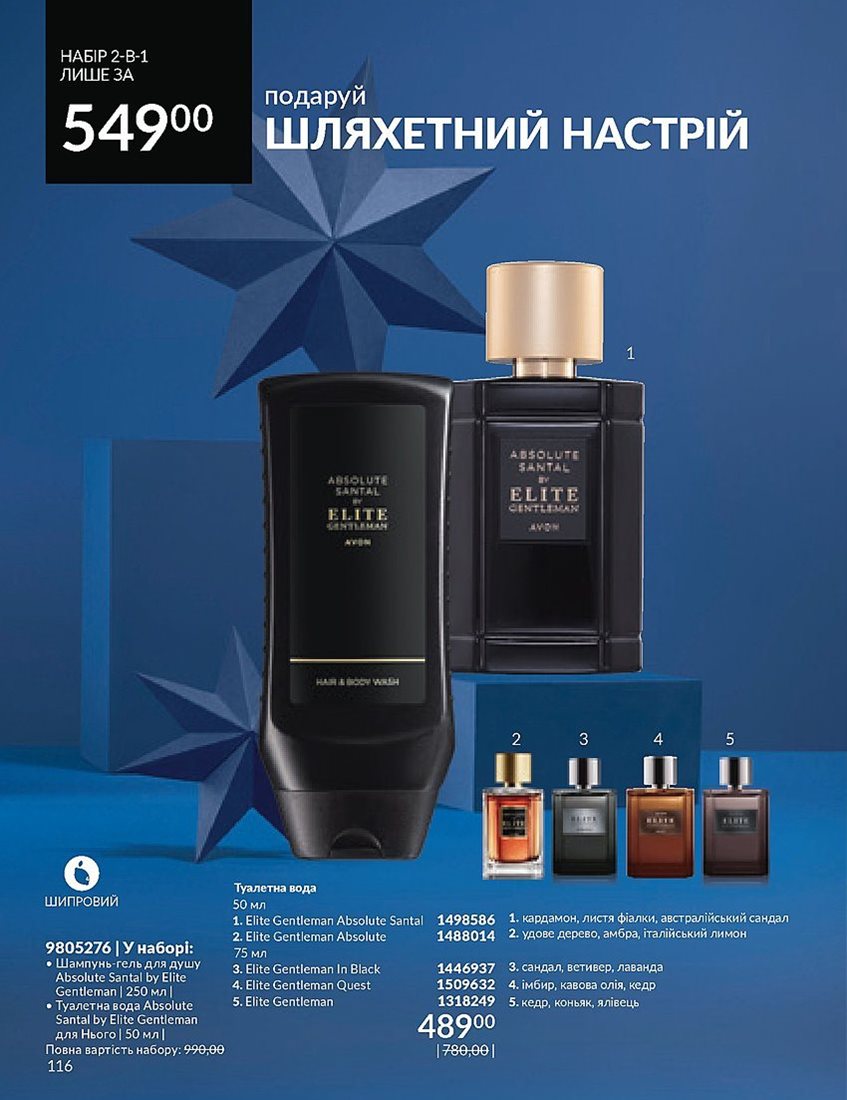 НАБІР 2-В-1
ЛИШЕ ЗА
549⁰⁰
подаруй
ШЛЯХЕТНИЙ НАСТРІЙ
1
ABSOLUTE
SANTAL
BY
ELITE
GENTLEMAN
AVON
ABSOLUTE
SANTAL
BY
ELITE
GENTLEMAN
AVON
HAIR & BODY WASH
2
3
4
5
ELITE
ELITE
ELITE
ELITE
ШИПРОВИЙ
9805276 | У наборі:
• Шампунь-гель для душу
Absolute Santal by Elite
Gentleman | 250 мл |
• Туалетна вода Absolute
Santal by Elite Gentleman
для Нього | 50 мл |
Повна вартість набору: 990,00
116
Туалетна вода
50 мл
1. Elite Gentleman Absolute Santal 1498586
2. Elite Gentleman Absolute 1488014
75 мл
3. Elite Gentleman In Black 1446937
4. Elite Gentleman Quest 1509632
5. Elite Gentleman 1318249
489⁰⁰
| 780,00 |
1. кардамон, листя фіалки, австралійський сандал
2. удове дерево, амбра, італійський лимон
3. сандал, ветивер, лаванда
4. імбир, кавова олія, кедр
5. кедр, коньяк, ялівець